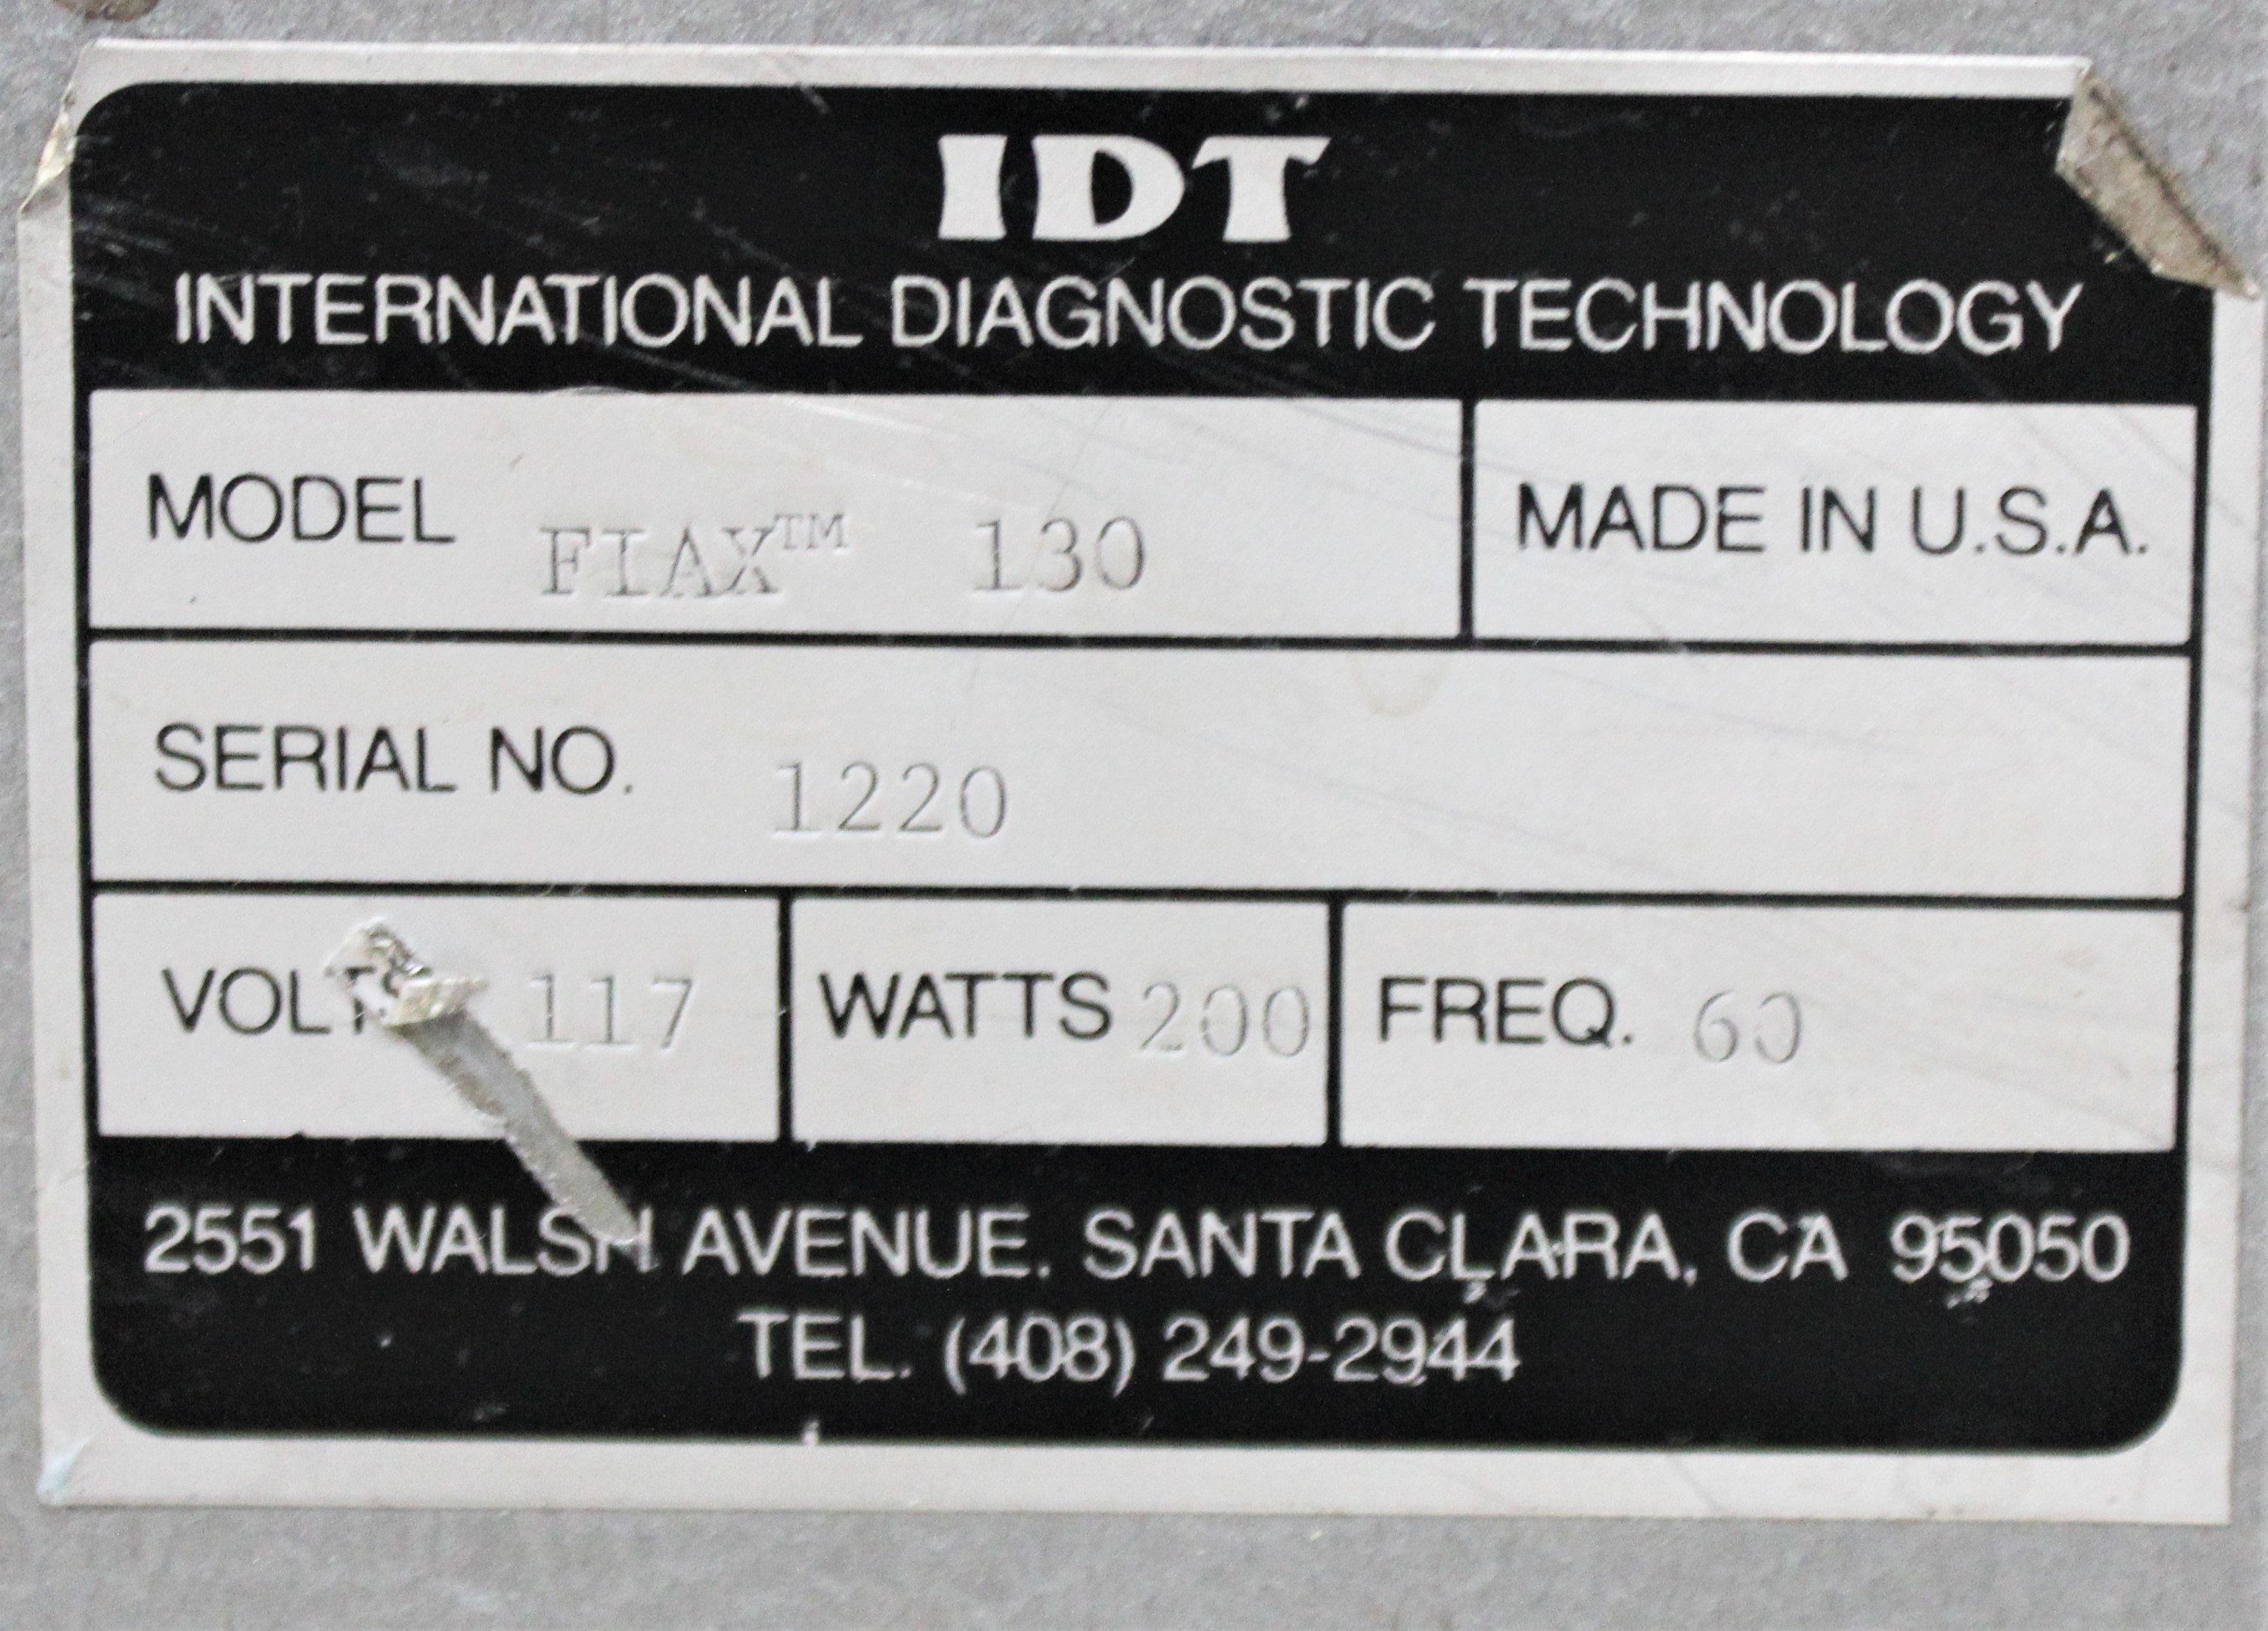 IDT
INTERNATIONAL DIAGNOSTIC TECHNOLOGY
MODEL FIAX™ 130 MADE IN U.S.A.
SERIAL NO. 1220
VOLTS 117 WATTS 200 FREQ. 60
2551 WALSH AVENUE. SANTA CLARA, CA 95050
TEL. (408) 249-2944